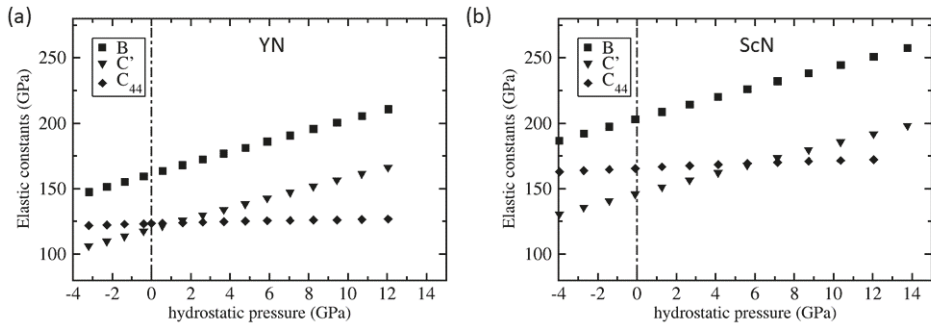 (a)
YN
B
C'
C44
250
200
150
100
Elastic constants (GPa)
-4 -2 0 2 4 6 8 10 12 14
hydrostatic pressure (GPa)
(b)
ScN
B
C'
C44
250
200
150
100
Elastic constants (GPa)
-4 -2 0 2 4 6 8 10 12 14
hydrostatic pressure (GPa)